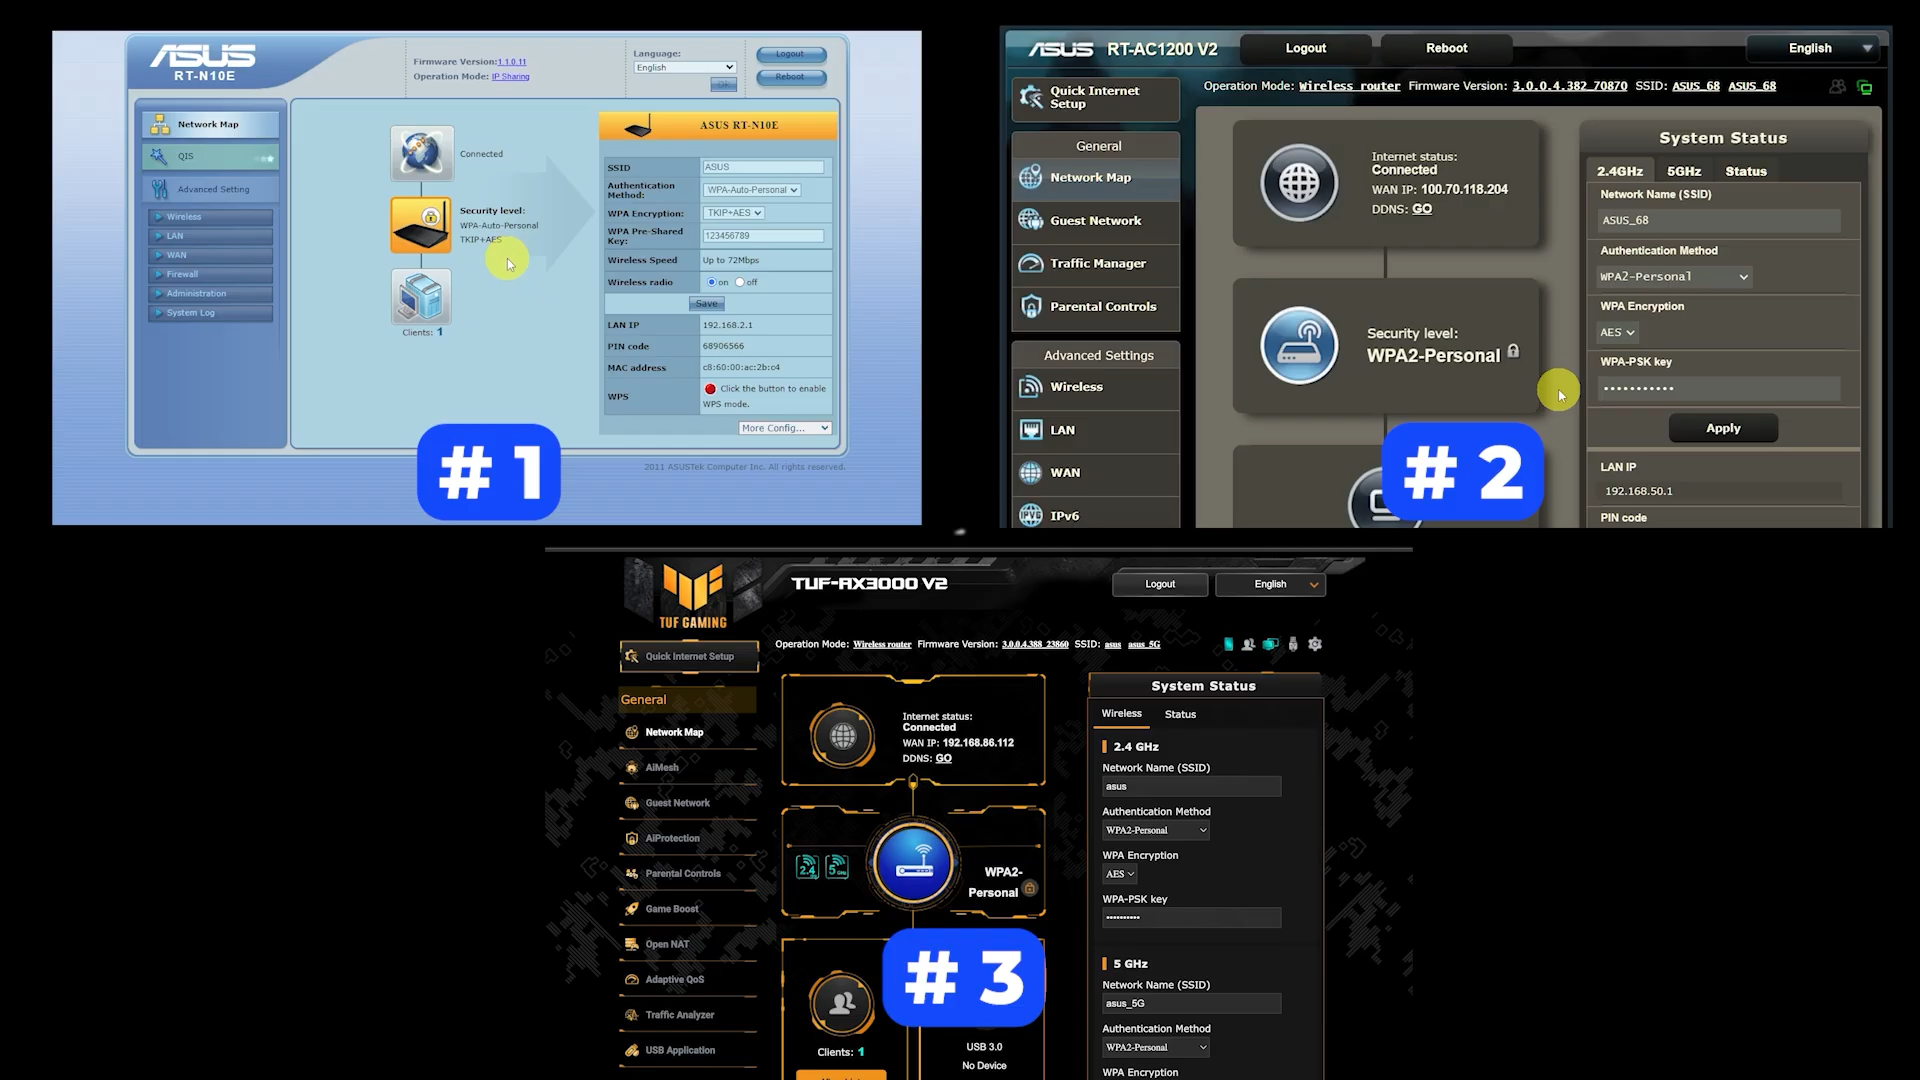 ASUS
RT-N10E
Firmware Version:1.1.0.11
Operation Mode: IP Sharing
Language:
English
Logout
Reboot
Network Map
QIS
Advanced Setting
Wireless
LAN
WAN
Firewall
Administration
System Log
Connected
Security level:
WPA-Auto-Personal
TKIP+AES
Clients: 1
ASUS RT-N10E
SSID ASUS
Authentication Method: WPA-Auto-Personal
WPA Encryption: TKIP+AES
WPA Pre-Shared Key: 123456789
Wireless Speed Up to 72Mbps
Wireless radio on off
Save
LAN IP 192.168.2.1
PIN code 68906566
MAC address c8:60:00:ac:2b:c4
WPS Click the button to enable
WPS mode.
More Config...
2011 ASUSTek Computer Inc. All rights reserved.
# 1
ASUS RT-AC1200 V2
Logout
Reboot
English
Quick Internet
Setup
Operation Mode: Wireless router Firmware Version: 3.0.0.4.382_70870 SSID: ASUS_68 ASUS_68
General
Network Map
Guest Network
Traffic Manager
Parental Controls
Advanced Settings
Wireless
LAN
WAN
IPv6
Internet status:
Connected
WAN IP: 100.70.118.204
DDNS: GO
Security level:
WPA2-Personal
System Status
2.4GHz 5GHz Status
Network Name (SSID)
ASUS_68
Authentication Method
WPA2-Personal
WPA Encryption
AES
WPA-PSK key
•••••••••••
Apply
LAN IP
192.168.50.1
PIN code
# 2
TUF GAMING
TUF-AX3000 V2
Logout
English
Operation Mode: Wireless router Firmware Version: 3.0.0.4.388_23860 SSID: asus asus_5G
Quick Internet Setup
General
Network Map
AiMesh
Guest Network
AiProtection
Parental Controls
Game Boost
Open NAT
Adaptive QoS
Traffic Analyzer
USB Application
Internet status:
Connected
WAN IP: 192.168.86.112
DDNS: GO
2.4
5
WPA2-
Personal
Clients: 1
USB 3.0
No Device
System Status
Wireless Status
2.4 GHz
Network Name (SSID)
asus
Authentication Method
WPA2-Personal
WPA Encryption
AES
WPA-PSK key
••••••••••
5 GHz
Network Name (SSID)
asus_5G
Authentication Method
WPA2-Personal
WPA Encryption
# 3